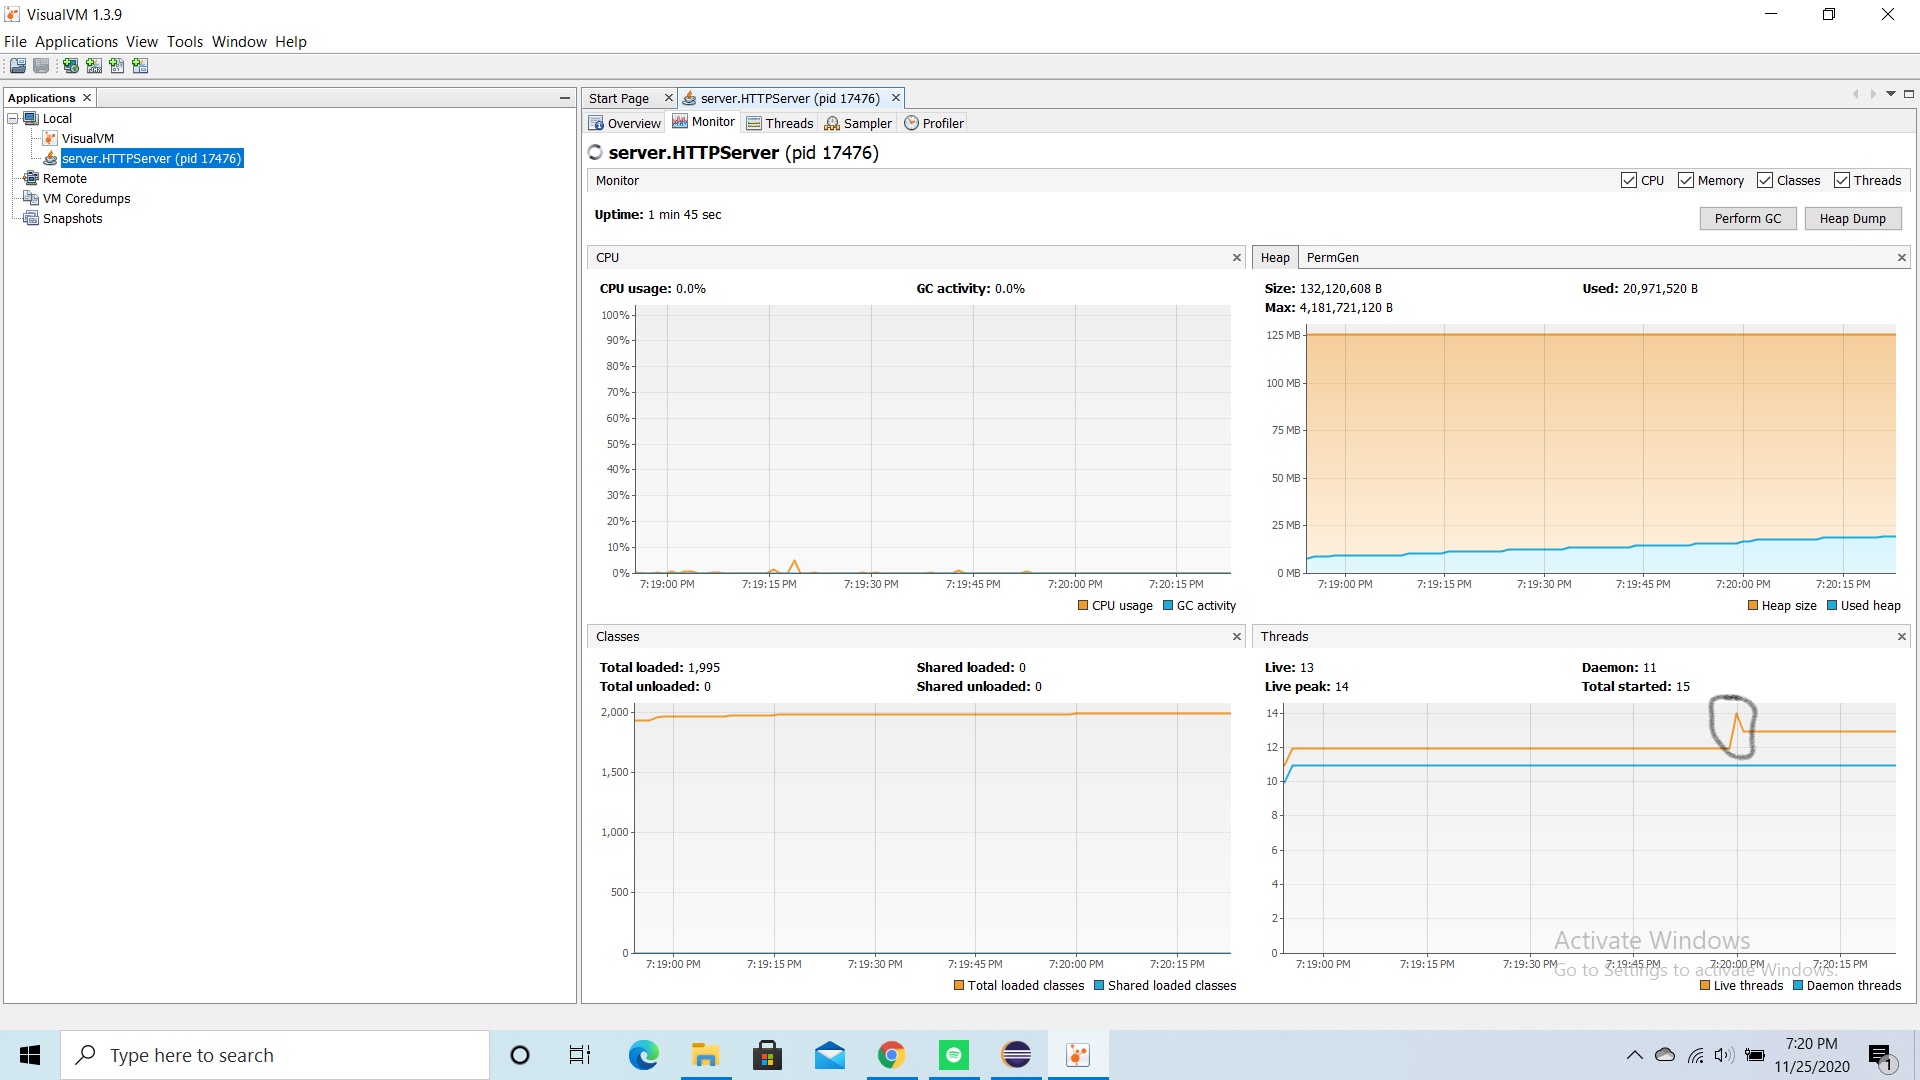 VisualVM 1.3.9
File Applications View Tools Window Help
Applications
Local
VisualVM
server.HTTPServer (pid 17476)
Remote
VM Coredumps
Snapshots
Start Page server.HTTPServer (pid 17476)
Overview Monitor Threads Sampler Profiler
server.HTTPServer (pid 17476)
Monitor CPU Memory Classes Threads
Uptime: 1 min 45 sec
Perform GC Heap Dump
CPU
CPU usage: 0.0% GC activity: 0.0%
100%
90%
80%
70%
60%
50%
40%
30%
20%
10%
0%
7:19:00 PM 7:19:15 PM 7:19:30 PM 7:19:45 PM 7:20:00 PM 7:20:15 PM
CPU usage GC activity
Heap PermGen
Size: 132,120,608 B Used: 20,971,520 B
Max: 4,181,721,120 B
125 MB
100 MB
75 MB
50 MB
25 MB
0 MB
7:19:00 PM 7:19:15 PM 7:19:30 PM 7:19:45 PM 7:20:00 PM 7:20:15 PM
Heap size Used heap
Classes
Total loaded: 1,995 Shared loaded: 0
Total unloaded: 0 Shared unloaded: 0
2,000
1,500
1,000
500
0
7:19:00 PM 7:19:15 PM 7:19:30 PM 7:19:45 PM 7:20:00 PM 7:20:15 PM
Total loaded classes Shared loaded classes
Threads
Live: 13 Daemon: 11
Live peak: 14 Total started: 15
14
12
10
8
6
4
2
0
7:19:00 PM 7:19:15 PM 7:19:30 PM 7:19:45 PM 7:20:00 PM 7:20:15 PM
Live threads Daemon threads
Activate Windows
Go to Settings to activate Windows.
Type here to search
7:20 PM
11/25/2020
1